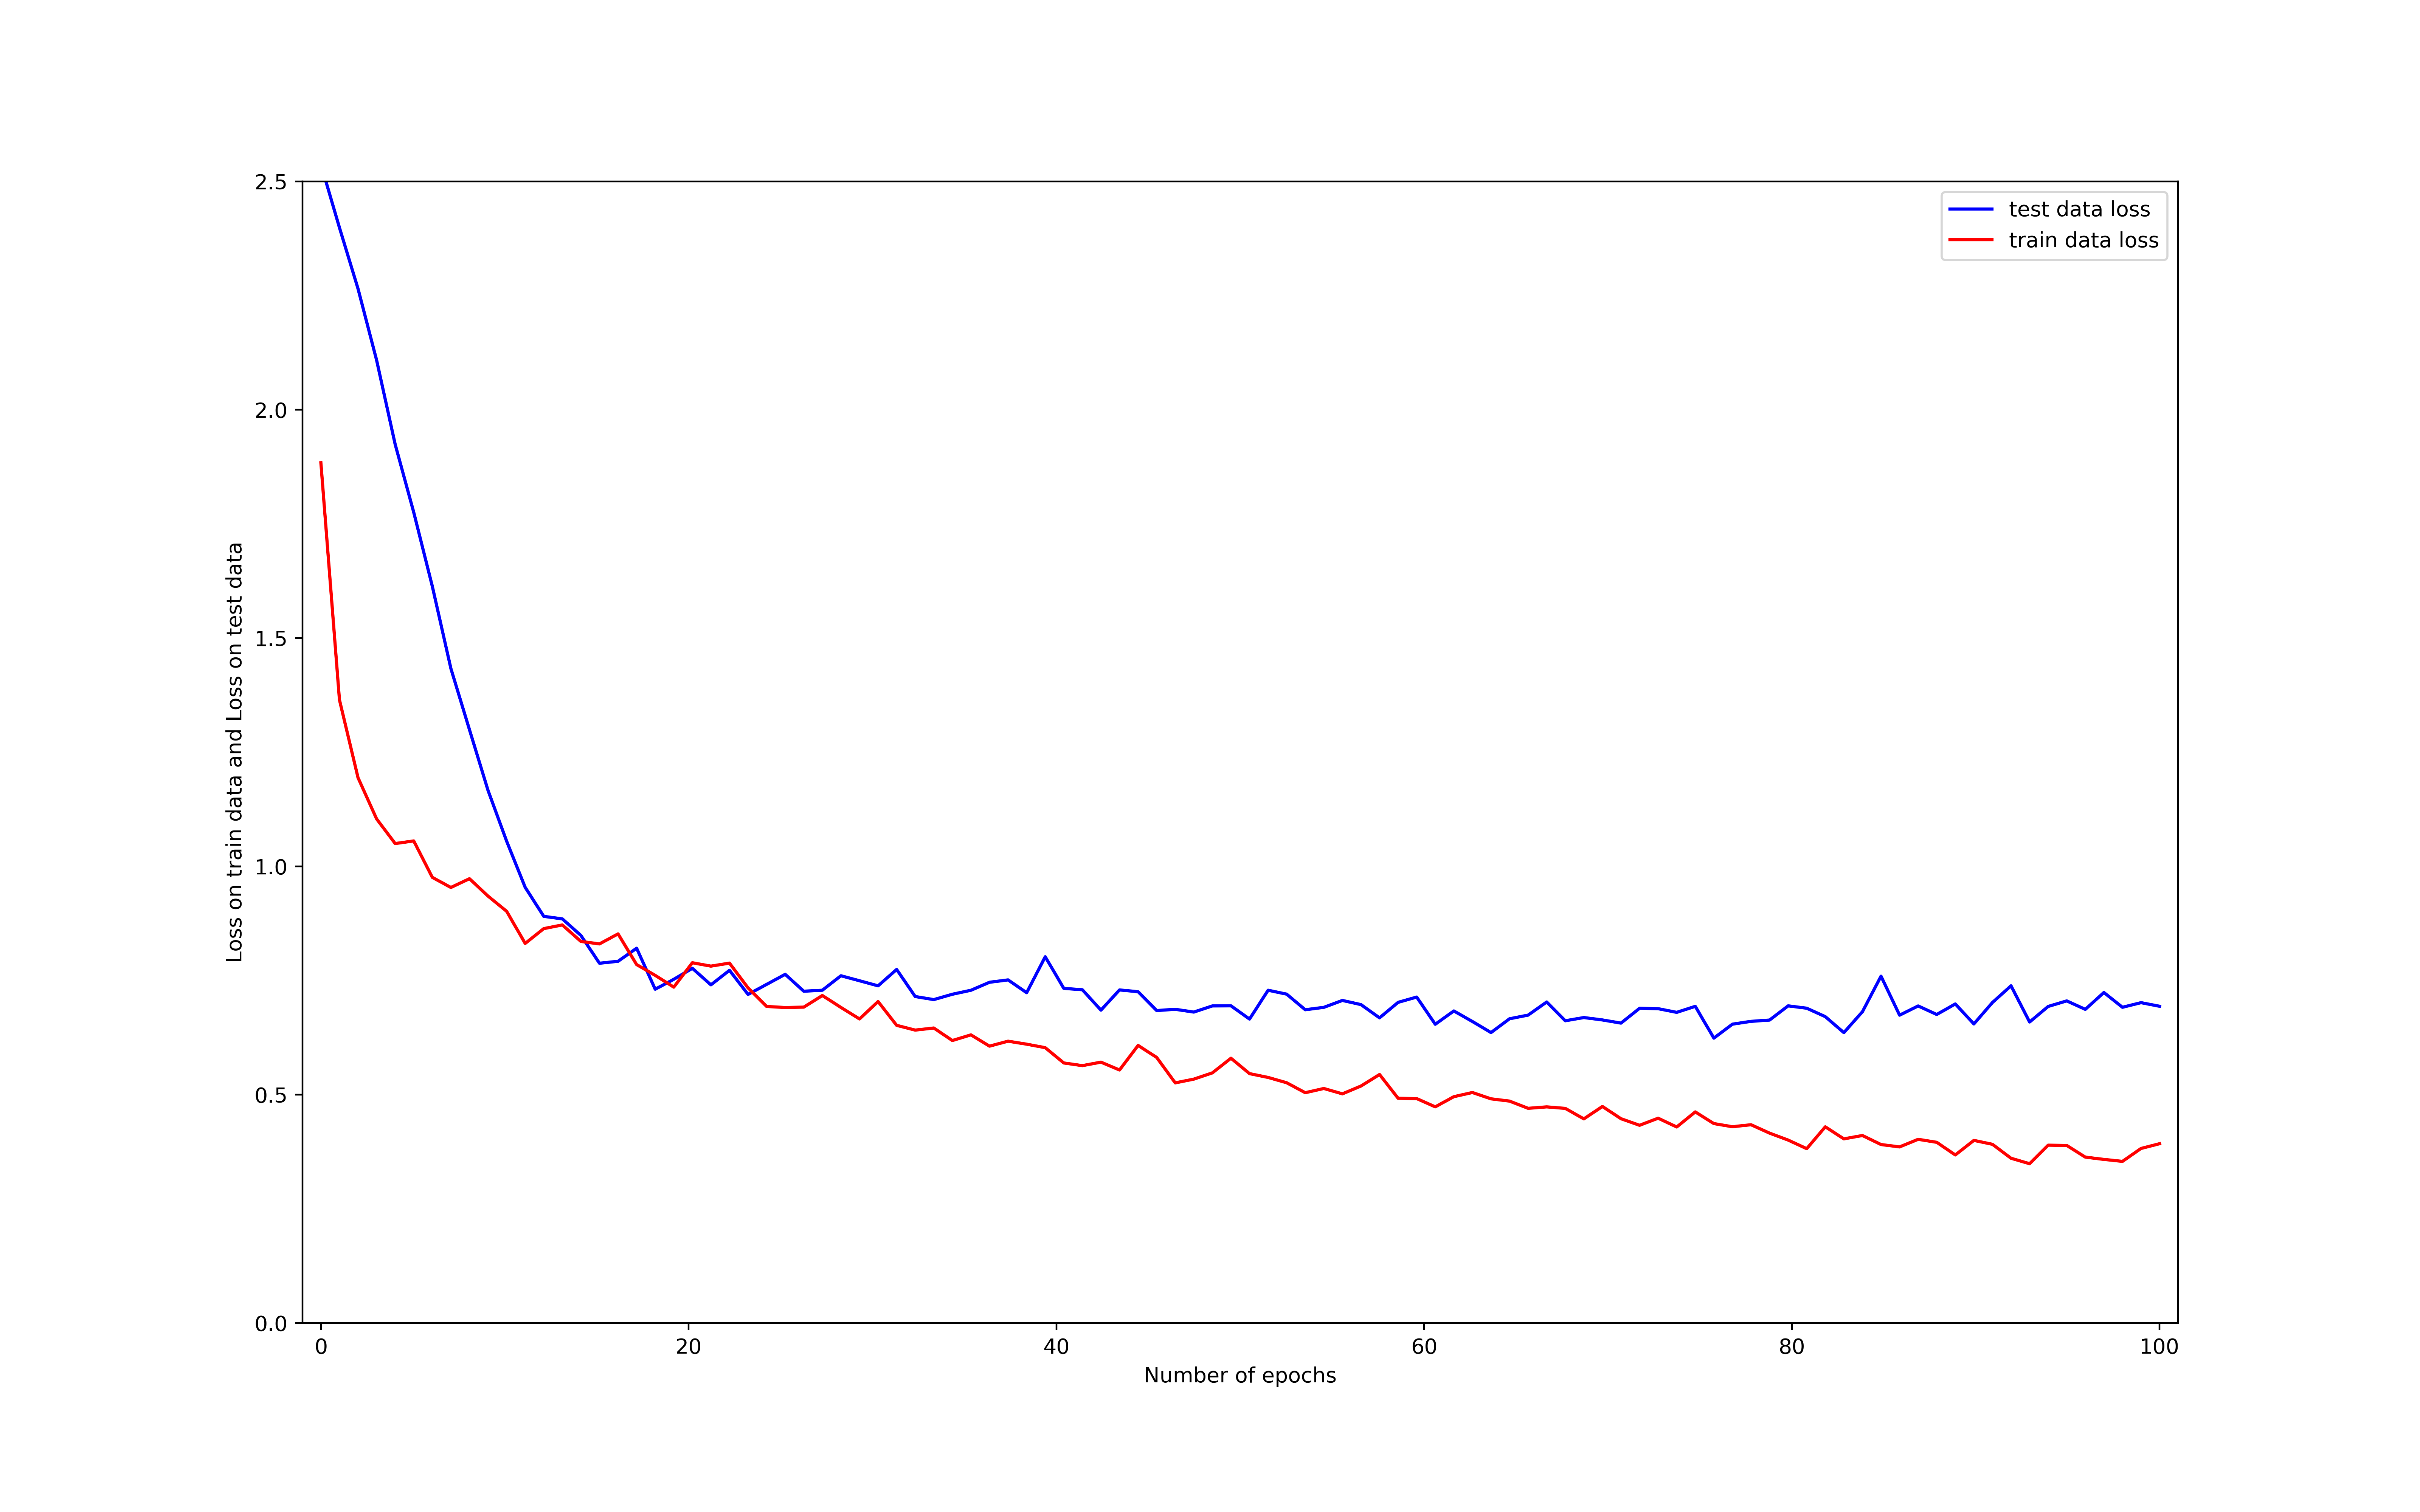 test data loss
train data loss
2.5
2.0
1.5
1.0
0.5
0.0
Loss on train data and Loss on test data
0 20 40 60 80 100
Number of epochs